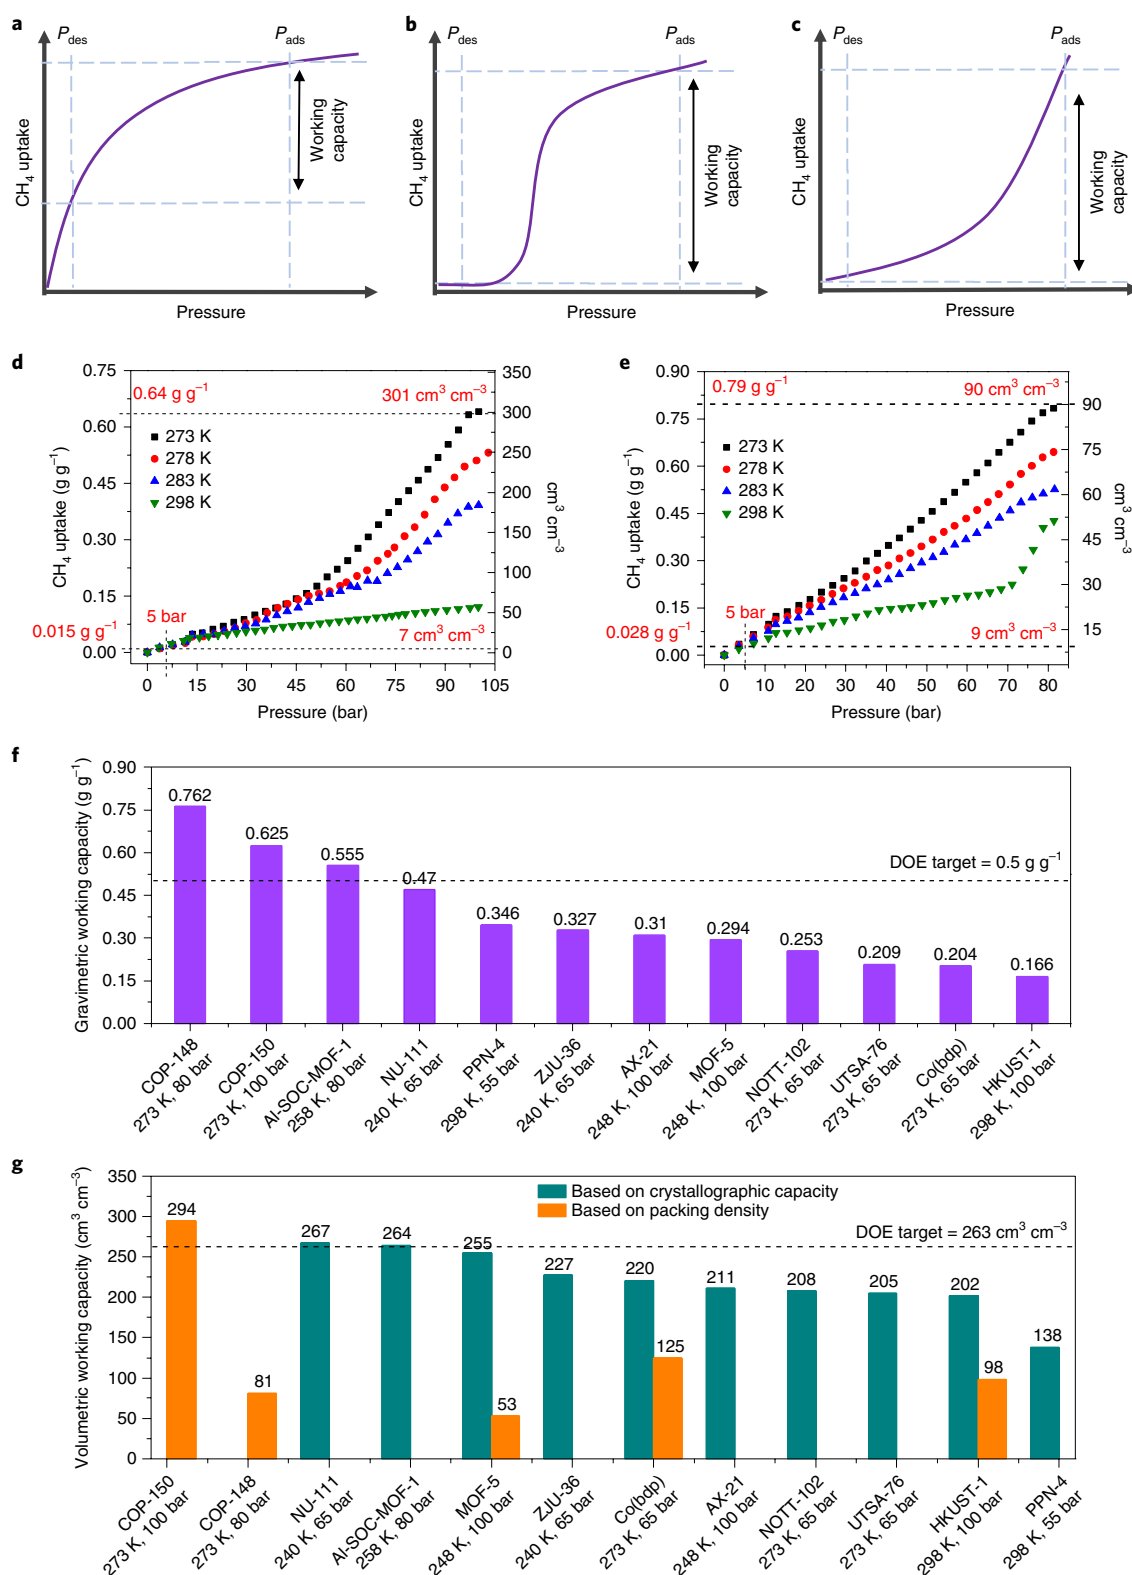 a
P_des
P_ads
CH₄ uptake
Working capacity
Pressure
b
P_des
P_ads
CH₄ uptake
Working capacity
Pressure
c
P_des
P_ads
CH₄ uptake
Working capacity
Pressure
d
0.75
0.60
0.45
0.30
0.15
0.00
CH₄ uptake (g g⁻¹)
0.64 g g⁻¹
301 cm³ cm⁻³
273 K
278 K
283 K
298 K
5 bar
0.015 g g⁻¹
7 cm³ cm⁻³
350
300
250
200
150
100
50
0
cm³ cm⁻³
0 15 30 45 60 75 90 105
Pressure (bar)
e
0.90
0.75
0.60
0.45
0.30
0.15
0.00
CH₄ uptake (g g⁻¹)
0.79 g g⁻¹
90 cm³ cm⁻³
273 K
278 K
283 K
298 K
5 bar
0.028 g g⁻¹
9 cm³ cm⁻³
90
75
60
45
30
15
cm³ cm⁻³
0 10 20 30 40 50 60 70 80
Pressure (bar)
f
Gravimetric working capacity (g g⁻¹)
0.90
0.75
0.60
0.45
0.30
0.15
0.00
0.762
0.625
0.555
0.47
0.346
0.327
0.31
0.294
0.253
0.209
0.204
0.166
DOE target = 0.5 g g⁻¹
COP-148
273 K, 80 bar
COP-150
273 K, 100 bar
Al-SOC-MOF-1
258 K, 80 bar
NU-111
240 K, 65 bar
PPN-4
298 K, 55 bar
ZJU-36
240 K, 65 bar
AX-21
248 K, 100 bar
MOF-5
248 K, 100 bar
NOTT-102
273 K, 65 bar
UTSA-76
273 K, 65 bar
Co(bdp)
273 K, 65 bar
HKUST-1
298 K, 100 bar
g
Volumetric working capacity (cm³ cm⁻³)
350
300
250
200
150
100
50
0
Based on crystallographic capacity
Based on packing density
DOE target = 263 cm³ cm⁻³
294
81
267
264
255
53
227
220
125
211
208
205
202
98
138
COP-150
273 K, 100 bar
COP-148
273 K, 80 bar
NU-111
240 K, 65 bar
Al-SOC-MOF-1
258 K, 80 bar
MOF-5
248 K, 100 bar
ZJU-36
240 K, 65 bar
Co(bdp)
273 K, 65 bar
AX-21
248 K, 100 bar
NOTT-102
273 K, 65 bar
UTSA-76
273 K, 65 bar
HKUST-1
298 K, 100 bar
PPN-4
298 K, 55 bar